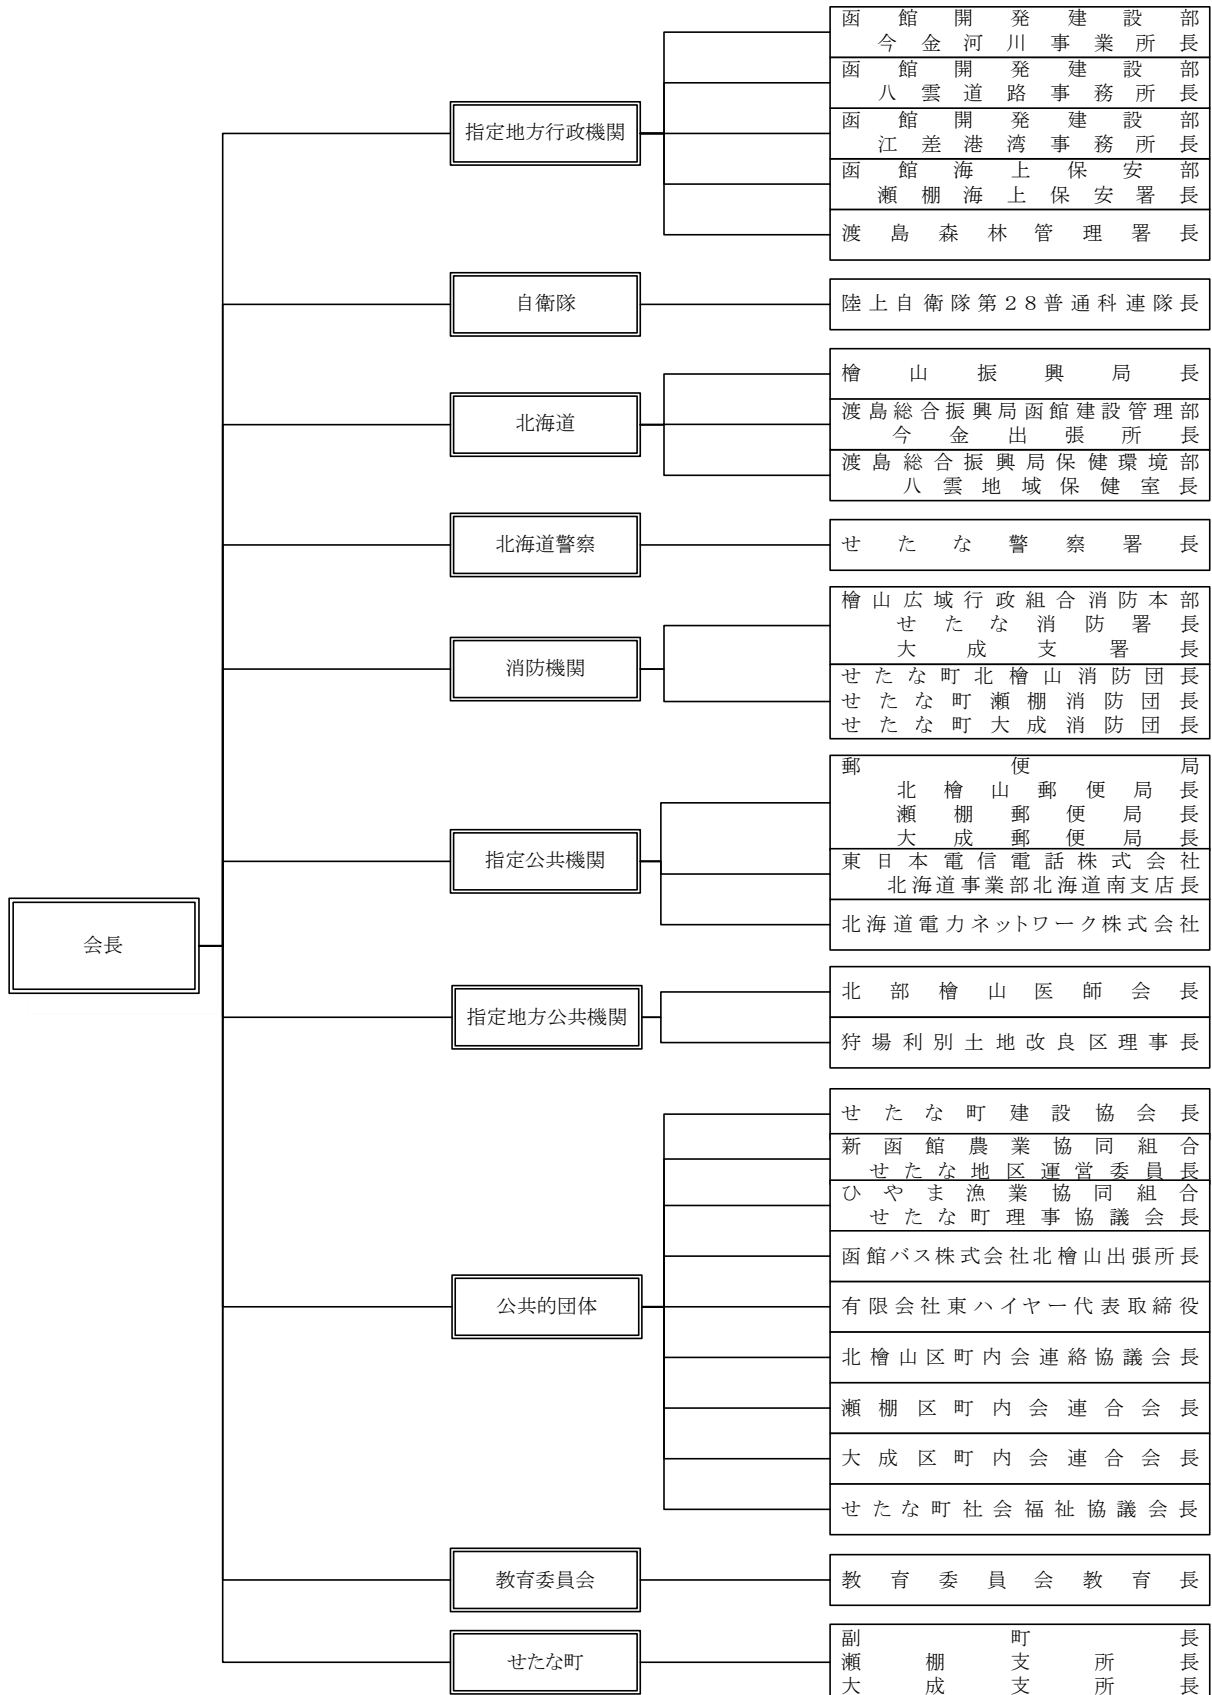 会長
指定地方行政機関
函館開発建設部
今金河川事業所長
函館開発建設部
八雲道路事務所長
函館開発建設部
江差港湾事務所長
函館海上保安部
瀬棚海上保安署長
渡島森林管理署長
自衛隊
陸上自衛隊第28普通科連隊長
北海道
檜山振興局長
渡島総合振興局函館建設管理部
今金出張所長
渡島総合振興局保健環境部
八雲地域保健室長
北海道警察
せたな警察署長
消防機関
檜山広域行政組合消防本部
せたな消防署長
大成支署長
せたな町北檜山消防団長
せたな町瀬棚消防団長
せたな町大成消防団長
指定公共機関
郵便局
北檜山郵便局長
瀬棚郵便局長
大成郵便局長
東日本電信電話株式会社
北海道事業部北海道南支店長
北海道電力ネットワーク株式会社
指定地方公共機関
北部檜山医師会長
狩場利別土地改良区理事長
公共的団体
せたな町建設協会長
新函館農業協同組合
せたな地区運営委員長
ひやま漁業協同組合
せたな町理事協議会長
函館バス株式会社北檜山出張所長
有限会社東ハイヤー代表取締役
北檜山区町内会連絡協議会長
瀬棚区町内会連合会長
大成区町内会連合会長
せたな町社会福祉協議会長
教育委員会
教育委員会教育長
せたな町
副町長
瀬棚支所長
大成支所長